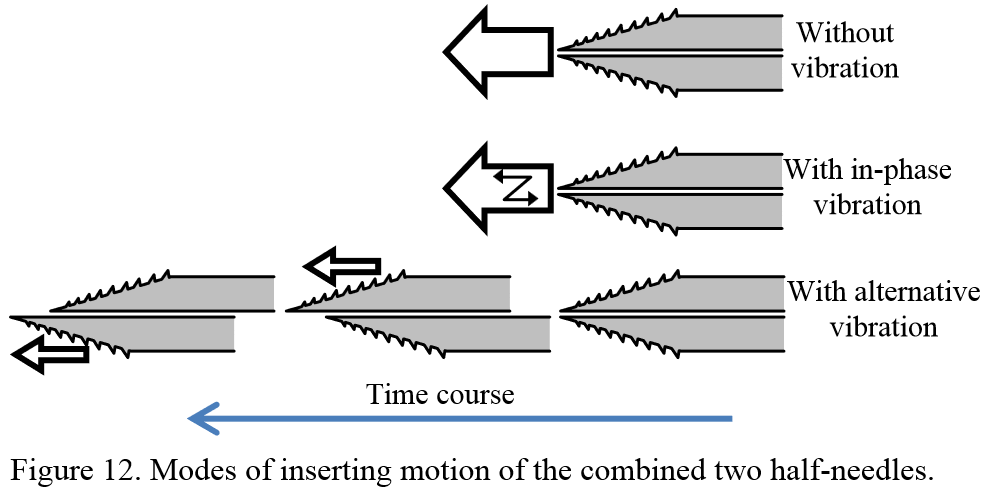 Without
vibration
With in-phase
vibration
With alternative
vibration
Time course
Figure 12. Modes of inserting motion of the combined two half-needles.